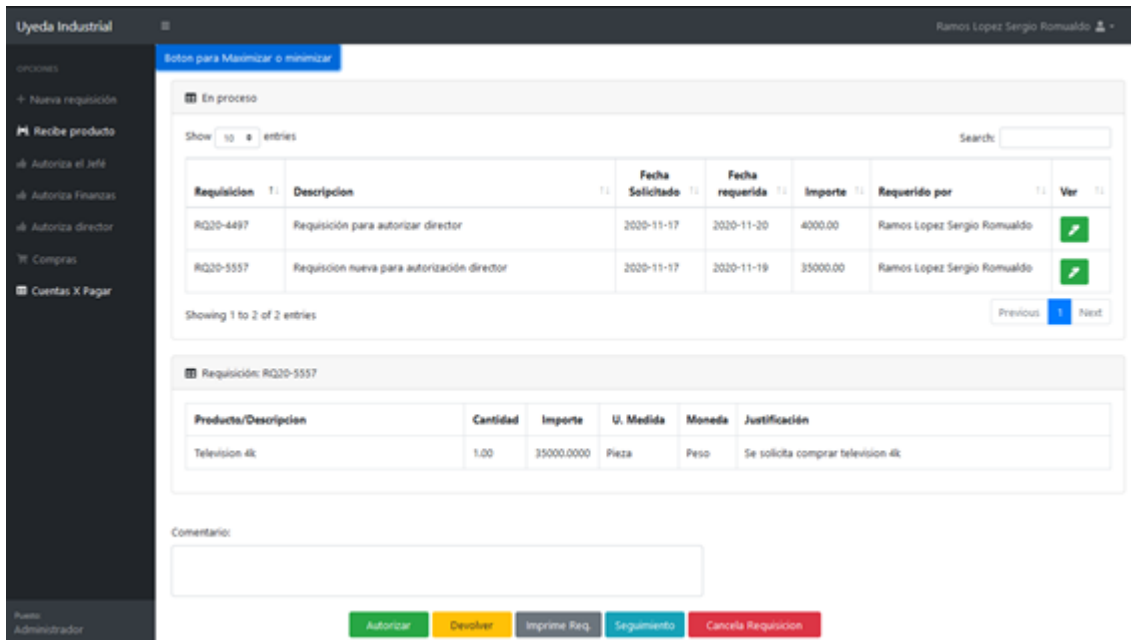 Uyeda Industrial
Ramos Lopez Sergio Romualdo
Boton para Maximizar o minimizar
OPCIONES
+ Nueva requisición
Recibe producto
Autoriza el Jefé
Autoriza Finanzas
Autoriza director
Compras
Cuentas X Pagar
Puesto:
Administrador
En proceso
Show 10 entries
Search:
Requisicion Descripcion Fecha Solicitado Fecha requerida Importe Requerido por Ver
RQ20-4497 Requisición para autorizar director 2020-11-17 2020-11-20 4000.00 Ramos Lopez Sergio Romualdo
RQ20-5557 Requiscion nueva para autorización director 2020-11-17 2020-11-19 35000.00 Ramos Lopez Sergio Romualdo
Showing 1 to 2 of 2 entries
Previous 1 Next
Requisición: RQ20-5557
Producto/Descripcion Cantidad Importe U. Medida Moneda Justificación
Television 4k 1.00 35000.0000 Pieza Peso Se solicita comprar television 4k
Comentario:
Autorizar Devolver Imprime Req. Seguimiento Cancela Requisicion